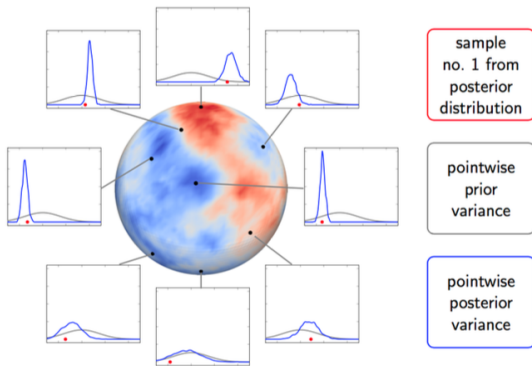 sample
no. 1 from
posterior
distribution
pointwise
prior
variance
pointwise
posterior
variance